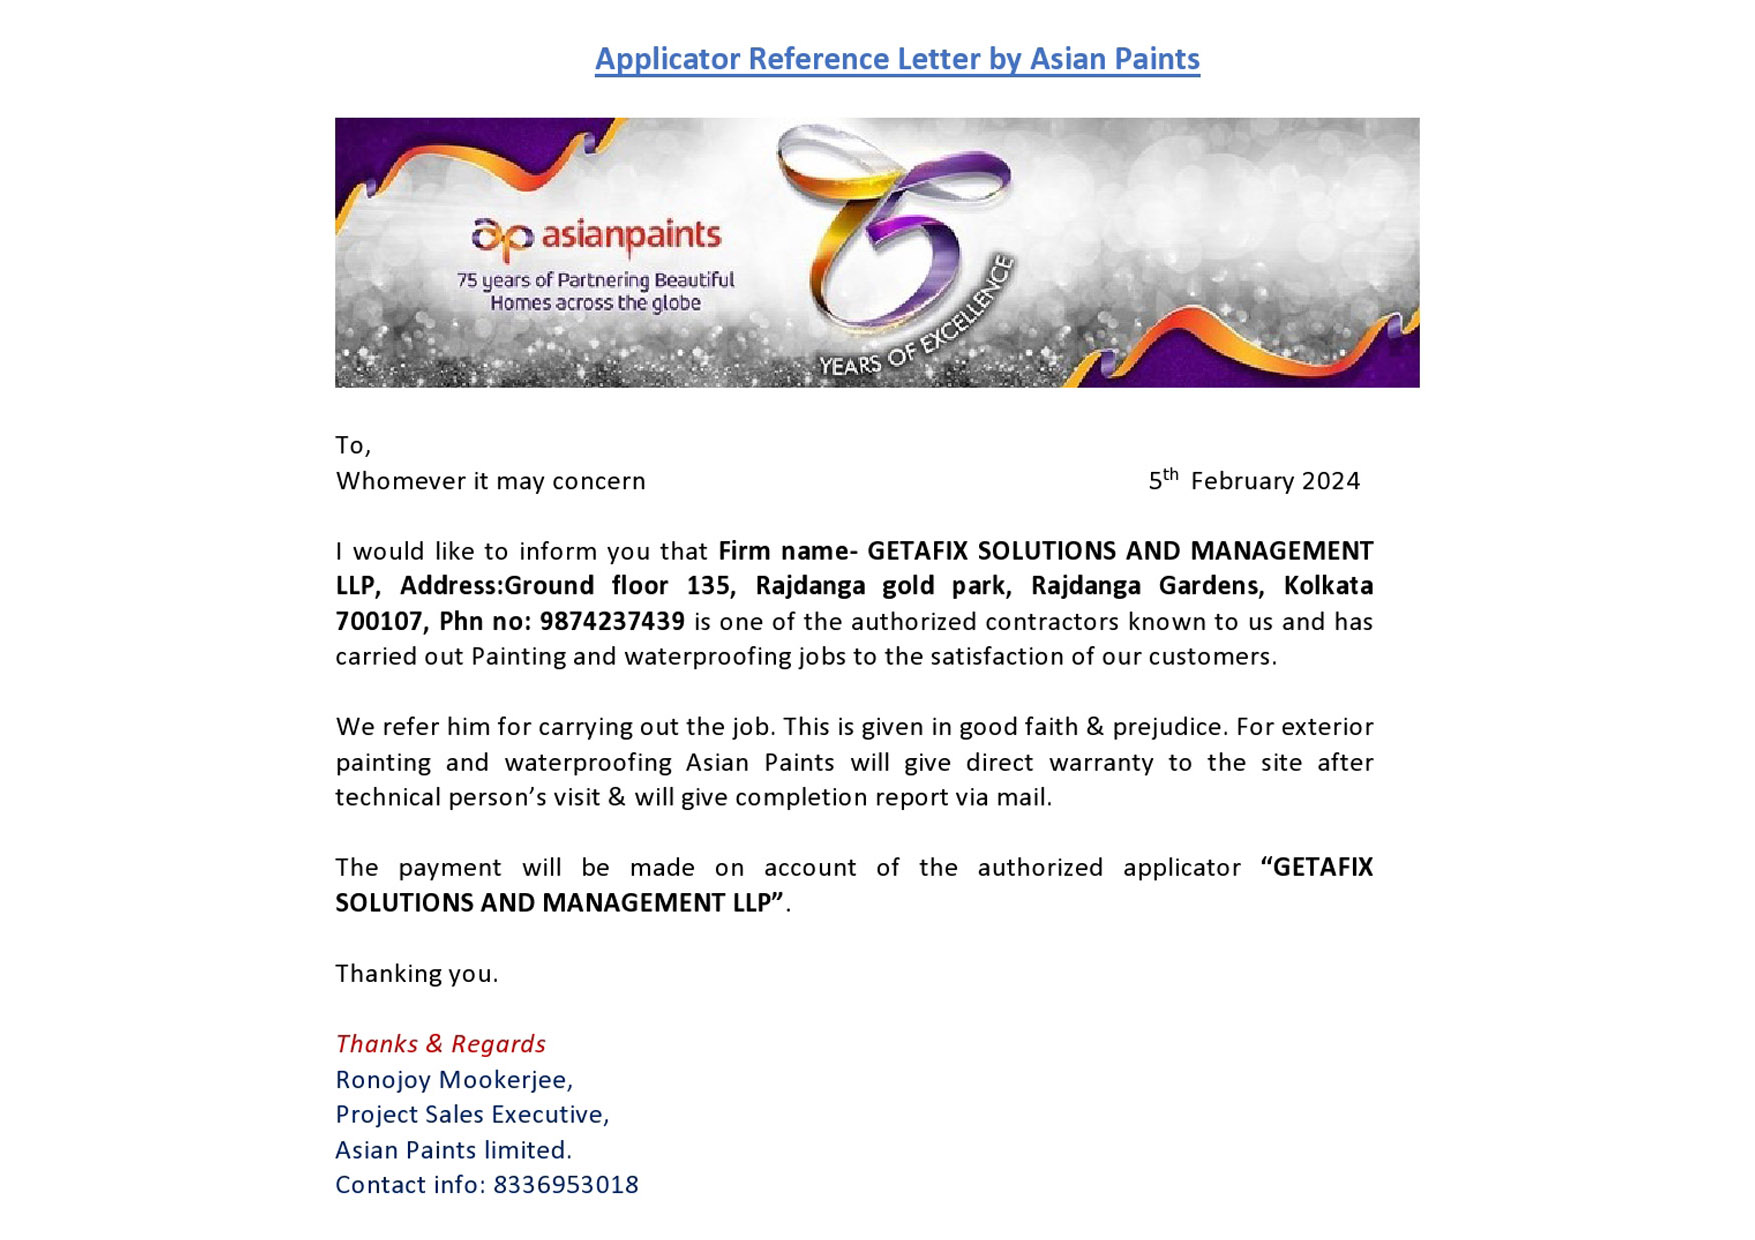 Applicator Reference Letter by Asian Paints
ap asianpaints
75 years of Partnering Beautiful
Homes across the globe
75
YEARS OF EXCELLENCE
To,
Whomever it may concern 5th February 2024
I would like to inform you that Firm name- GETAFIX SOLUTIONS AND MANAGEMENT
LLP, Address:Ground floor 135, Rajdanga gold park, Rajdanga Gardens, Kolkata
700107, Phn no: 9874237439 is one of the authorized contractors known to us and has
carried out Painting and waterproofing jobs to the satisfaction of our customers.
We refer him for carrying out the job. This is given in good faith & prejudice. For exterior
painting and waterproofing Asian Paints will give direct warranty to the site after
technical person’s visit & will give completion report via mail.
The payment will be made on account of the authorized applicator “GETAFIX
SOLUTIONS AND MANAGEMENT LLP”.
Thanking you.
Thanks & Regards
Ronojoy Mookerjee,
Project Sales Executive,
Asian Paints limited.
Contact info: 8336953018